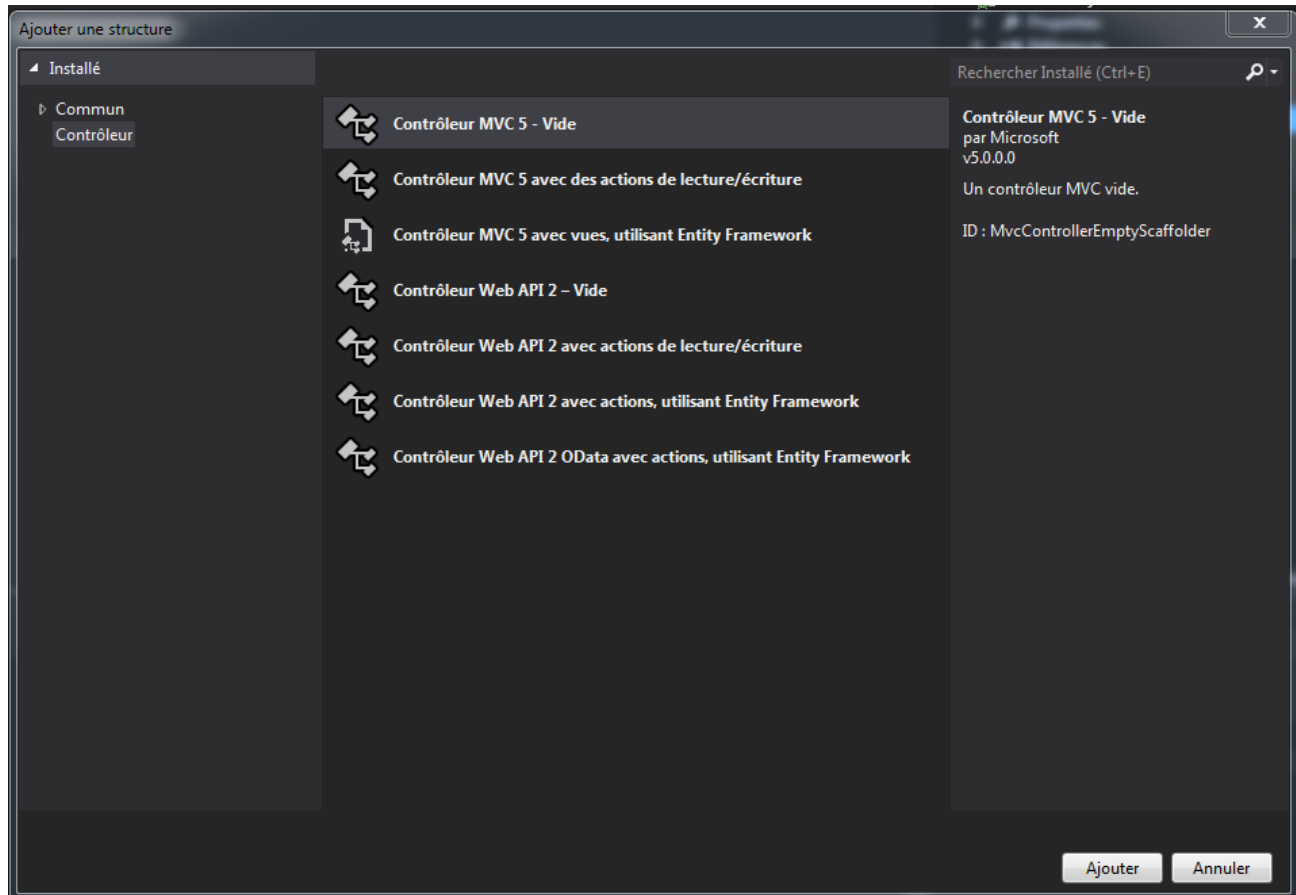 Ajouter une structure
Installé
Commun
Contrôleur
Contrôleur MVC 5 - Vide
Contrôleur MVC 5 avec des actions de lecture/écriture
Contrôleur MVC 5 avec vues, utilisant Entity Framework
Contrôleur Web API 2 – Vide
Contrôleur Web API 2 avec actions de lecture/écriture
Contrôleur Web API 2 avec actions, utilisant Entity Framework
Contrôleur Web API 2 OData avec actions, utilisant Entity Framework
Rechercher Installé (Ctrl+E)
Contrôleur MVC 5 - Vide
par Microsoft
v5.0.0.0
Un contrôleur MVC vide.
ID : MvcControllerEmptyScaffolder
Ajouter
Annuler